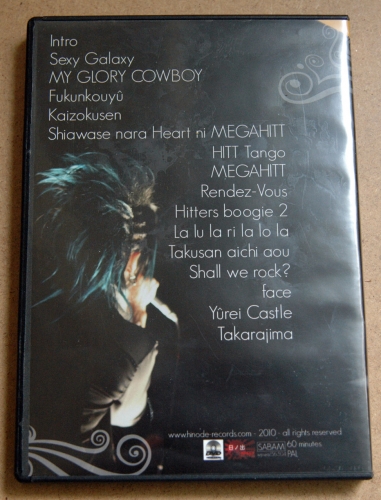 Intro
Sexy Galaxy
MY GLORY COWBOY
Fukunkouyû
Kaizokusen
Shiawase nara Heart ni MEGAHITT
HITT Tango
MEGAHITT
Rendez-Vous
Hitters boogie 2
La lu la ri la lo la
Takusan aichi aou
Shall we rock?
face
Yûrei Castle
Takarajima
www.hinode-records.com - 2010 - all rights reserved
SABAM
60 minutes
PAL